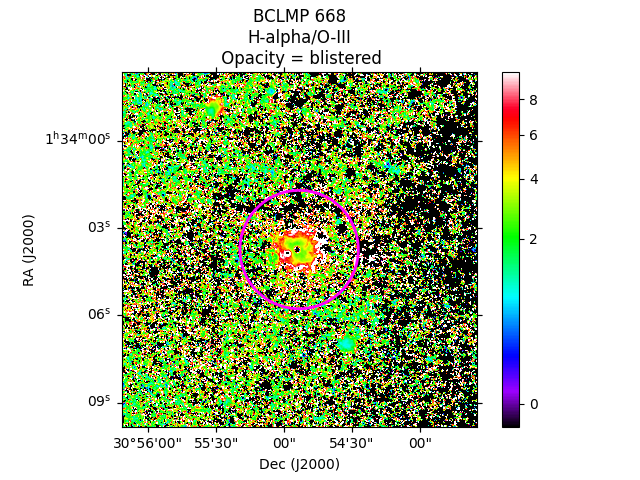 BCLMP 668
H-alpha/O-III
Opacity = blistered
1h34m00s
03s
06s
09s
30°56'00"
55'30"
00"
54'30"
00"
RA (J2000)
Dec (J2000)
8
6
4
2
0